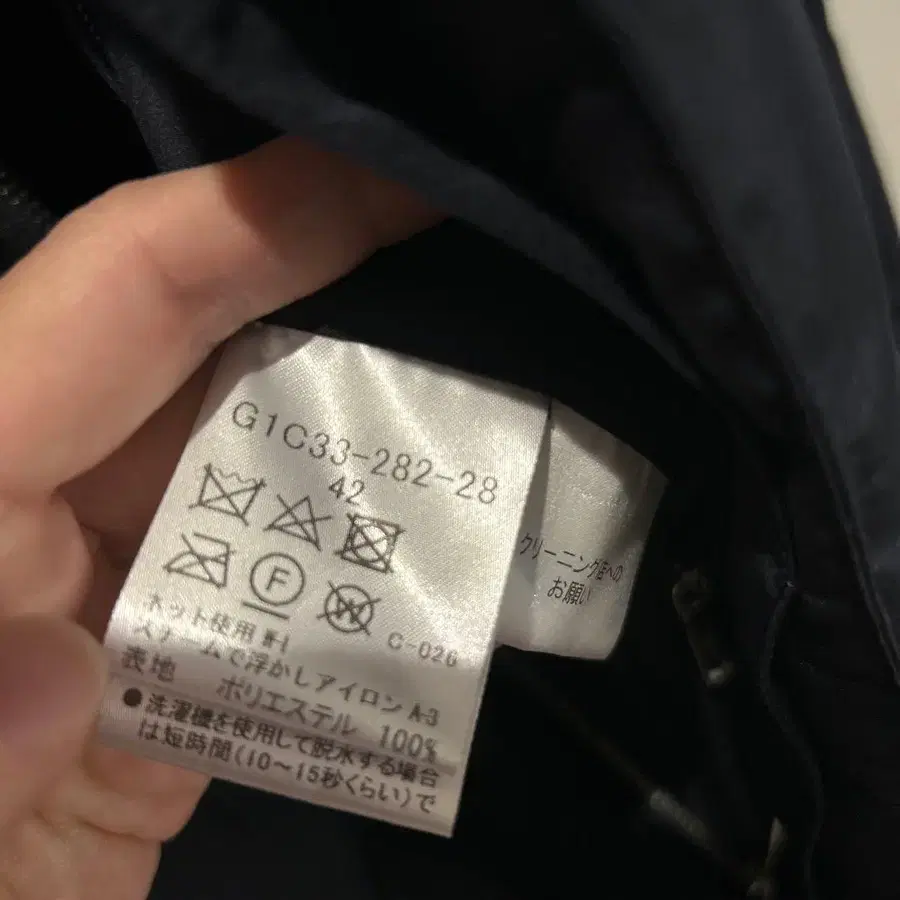 G1C33-282-28
42
F W
C-026
ネット使用 N-1
スチームで浮かしアイロン A-3
表地 ポリエステル 100%
●洗濯機を使用して脱水する場合
は短時間(10〜15秒くらい)で
クリーニング店への
お願い